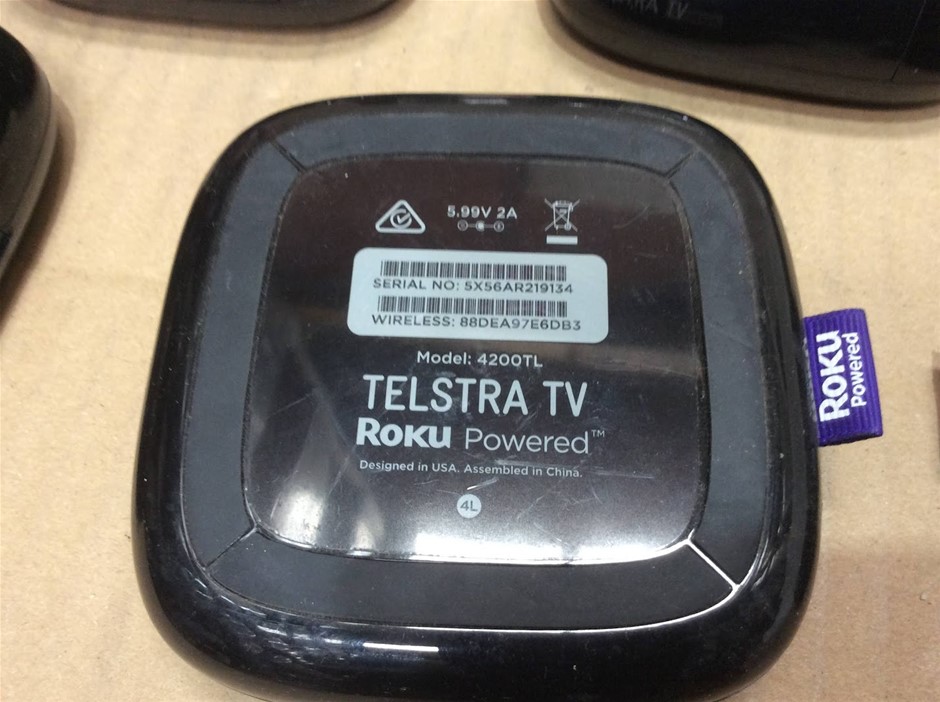 TV
5.99V 2A
SERIAL NO: 5X56AR219134
WIRELESS: 88DEA97E6DB3
Model: 4200TL
TELSTRA TV
ROKU Powered™
Designed in USA. Assembled in China.
4L
ROKU
Powered